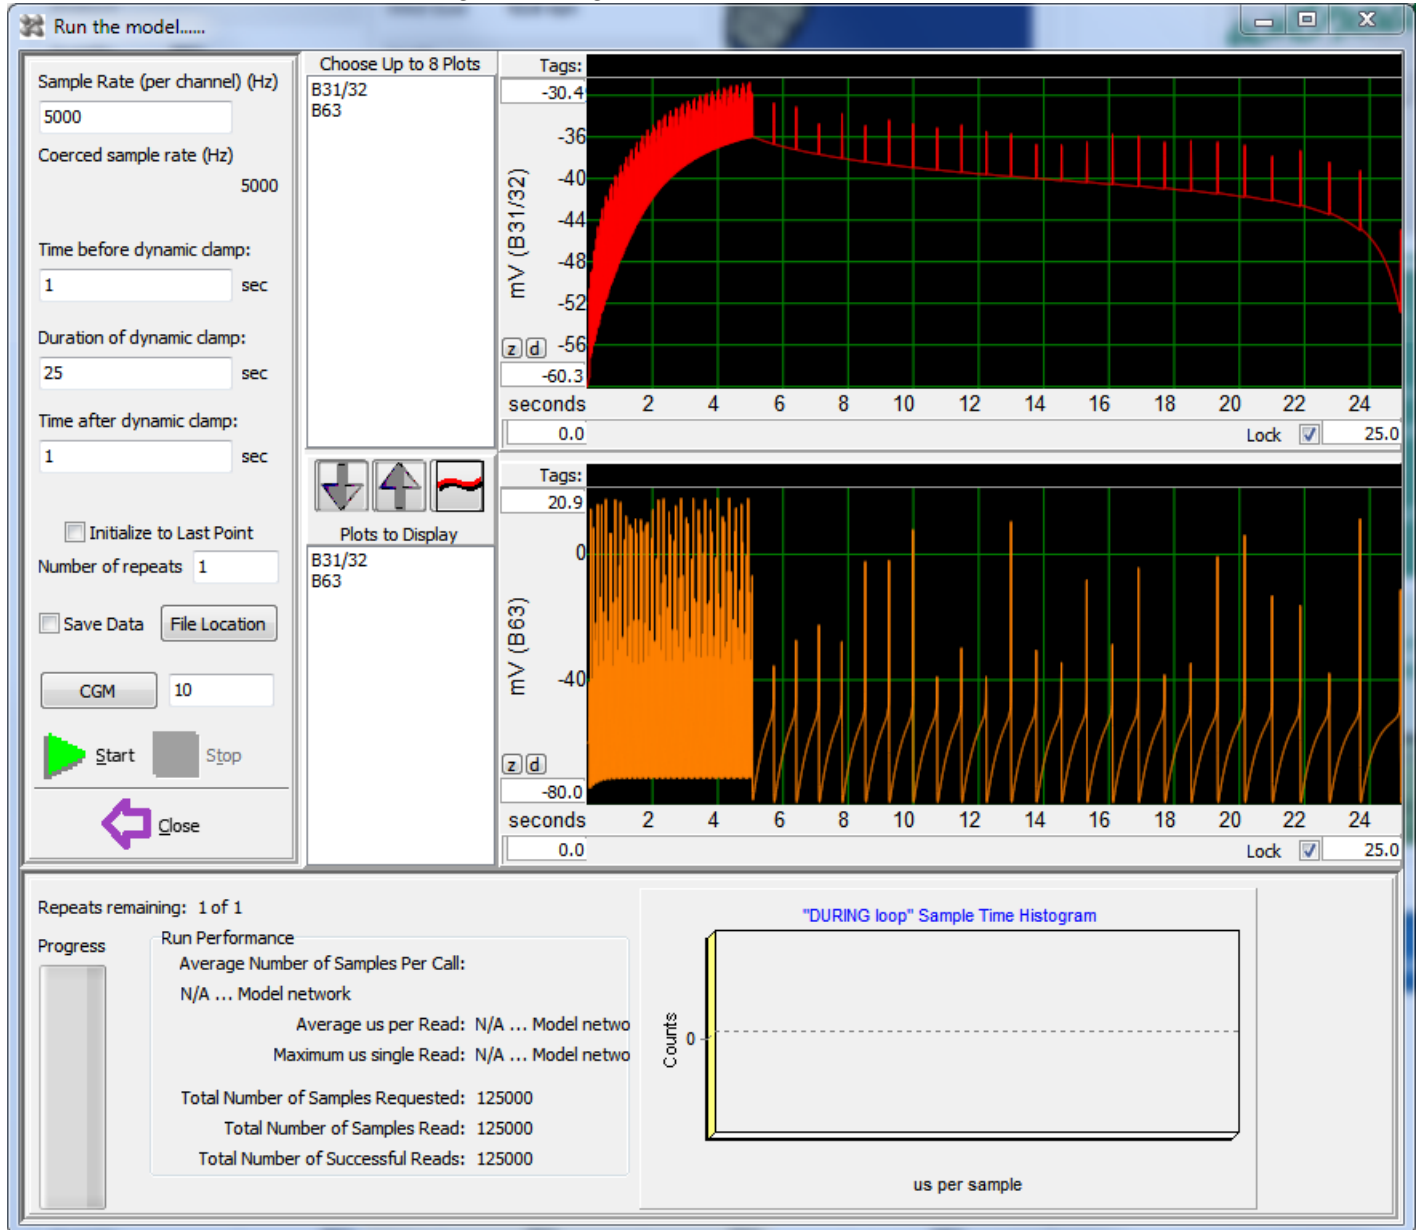 Run the model......
Sample Rate (per channel) (Hz)
5000
Coerced sample rate (Hz)
5000
Time before dynamic clamp:
1 sec
Duration of dynamic clamp:
25 sec
Time after dynamic clamp:
1 sec
Initialize to Last Point
Number of repeats 1
Save Data File Location
CGM 10
Start Stop
Close
Choose Up to 8 Plots
B31/32
B63
Plots to Display
B31/32
B63
Tags:
-30.4
-36
-40
-44
-48
-52
z d -56
-60.3
mV (B31/32)
seconds 2 4 6 8 10 12 14 16 18 20 22 24
0.0 Lock 25.0
Tags:
20.9
0
-40
mV (B63)
z d
-80.0
seconds 2 4 6 8 10 12 14 16 18 20 22 24
0.0 Lock 25.0
Repeats remaining: 1 of 1
Progress
Run Performance
Average Number of Samples Per Call:
N/A ... Model network
Average us per Read: N/A ... Model netwo
Maximum us single Read: N/A ... Model netwo
Total Number of Samples Requested: 125000
Total Number of Samples Read: 125000
Total Number of Successful Reads: 125000
"DURING loop" Sample Time Histogram
Counts
0
us per sample